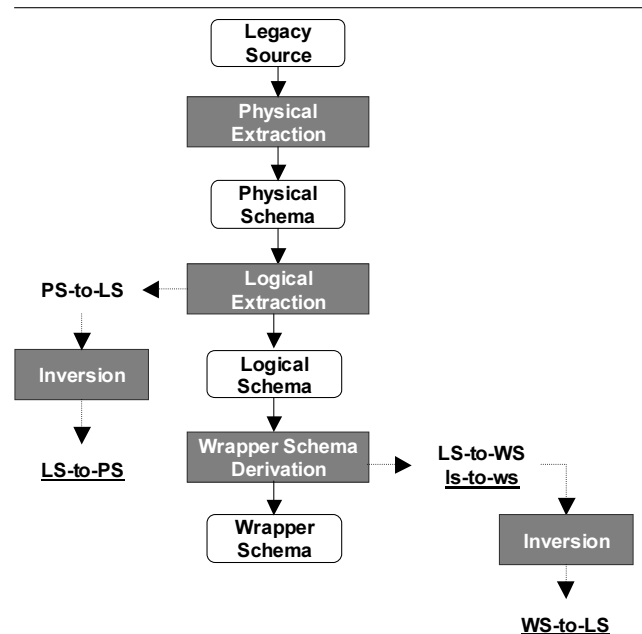 Legacy
Source
Physical
Extraction
Physical
Schema
PS-to-LS
Logical
Extraction
Inversion
Logical
Schema
LS-to-PS
Wrapper Schema
Derivation
LS-to-WS
ls-to-ws
Wrapper
Schema
Inversion
WS-to-LS